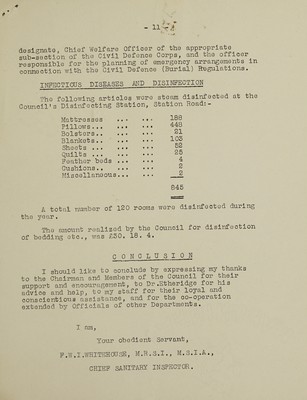 - 11 -
designate, Chief Welfare Officer of the appropriate
sub-section of the Civil Defence Corps, and the officer
responsible for the planning of emergency arrangements in
connection with the Civil Defence (Burial) Regulations.
INFECTIOUS DISEASES AND DISINFECTION
The following articles were steam disinfected at the
Council's Disinfecting Station, Station Road:-
Mattresses ... ... 188
Pillows... ... ... 448
Bolsters.. ... ... 21
Blankets.. ... ... 103
Sheets ... ... ... 52
Quilts ... ... ... 25
Feather beds ... ... 4
Cushions.. ... ... 2
Miscellaneous... ... 2
845
A total number of 120 rooms were disinfected during
the year.
The amount realized by the Council for disinfection
of bedding etc., was £30. 18. 4.
CONCLUSION
I should like to conclude by expressing my thanks
to the Chairman and Members of the Council for their
support and encouragement, to Dr.Etheridge for his
advice and help, to my staff for their loyal and
conscientious assistance, and for the co-operation
extended by Officials of other Departments.
I am,
Your obedient Servant,
F.W.I.WHITEHOUSE, M.R.S.I., M.S.I.A.,
CHIEF SANITARY INSPECTOR.